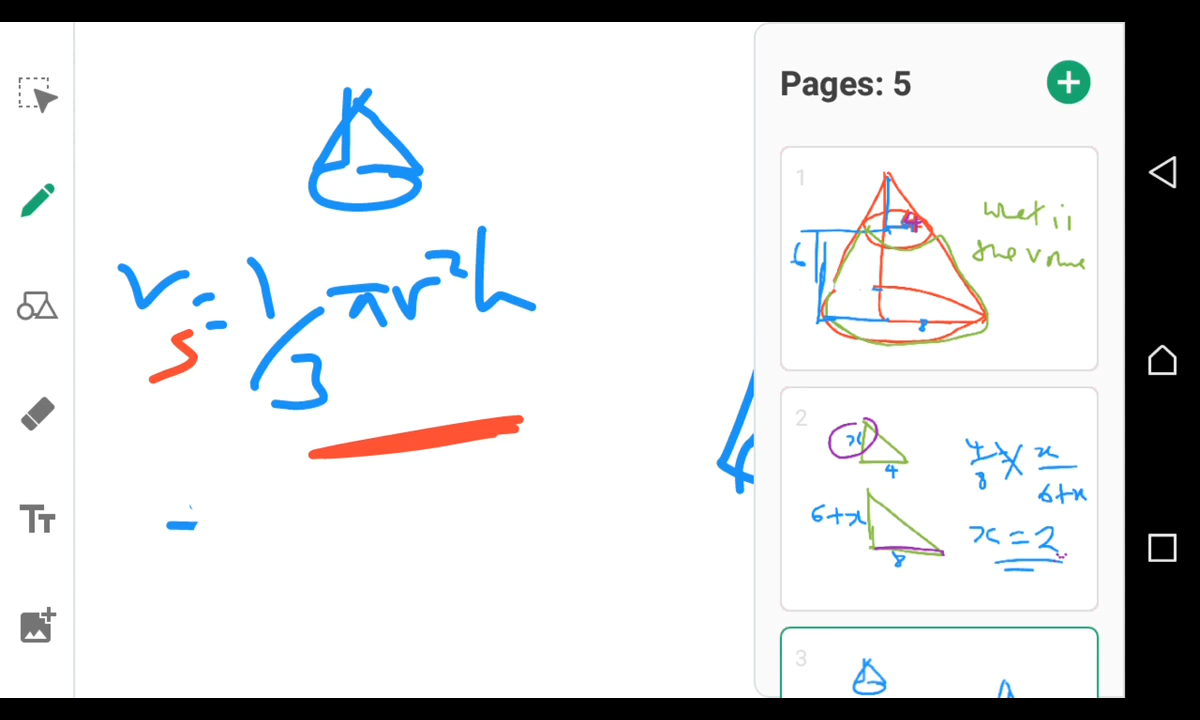 V
s = 1/3 πr²h
=
Pages: 5
1
4
6
8
what is
the volume
2
x
4
6+x
8
4/8 x/6+x
x = 2
3
TT